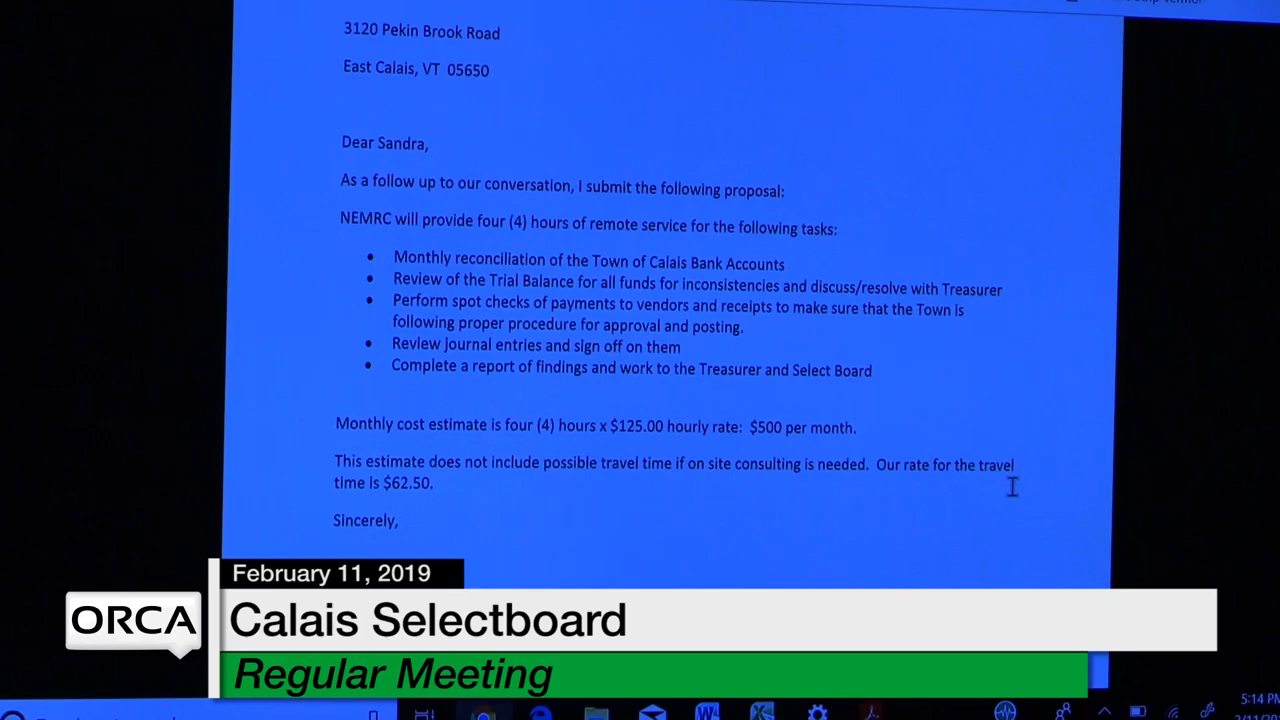 3120 Pekin Brook Road
East Calais, VT 05650
Dear Sandra,
As a follow up to our conversation, I submit the following proposal:
NEMRC will provide four (4) hours of remote service for the following tasks:
• Monthly reconciliation of the Town of Calais Bank Accounts
• Review of the Trial Balance for all funds for inconsistencies and discuss/resolve with Treasurer
• Perform spot checks of payments to vendors and receipts to make sure that the Town is
following proper procedure for approval and posting.
• Review journal entries and sign off on them
• Complete a report of findings and work to the Treasurer and Select Board
Monthly cost estimate is four (4) hours x $125.00 hourly rate: $500 per month.
This estimate does not include possible travel time if on site consulting is needed. Our rate for the travel
time is $62.50.
Sincerely,
February 11, 2019
ORCA
Calais Selectboard
Regular Meeting
5:14 PM